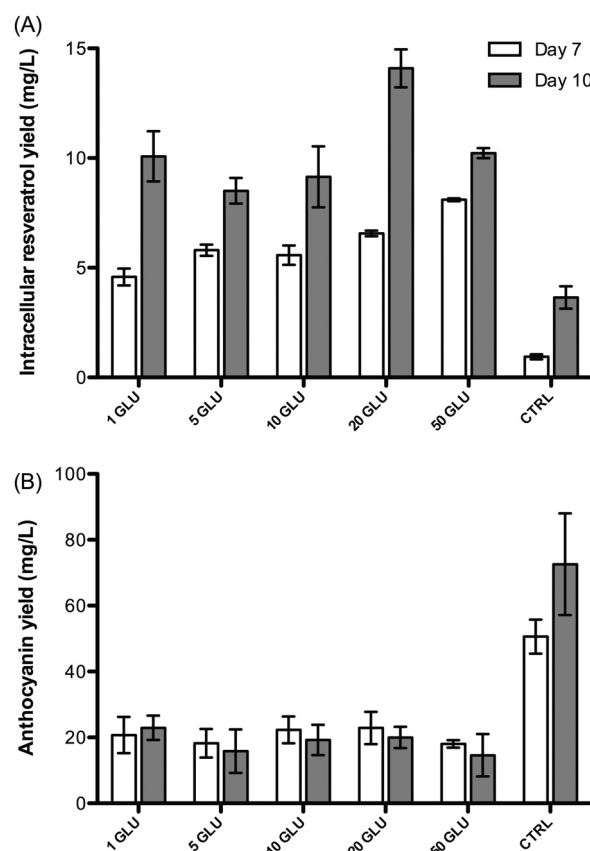 (A)
Intracellular resveratrol yield (mg/L)
15
10
5
0
Day 7
Day 10
1 GLU
5 GLU
10 GLU
20 GLU
50 GLU
CTRL
(B)
Anthocyanin yield (mg/L)
100
80
60
40
20
0
1 GLU
5 GLU
10 GLU
20 GLU
50 GLU
CTRL